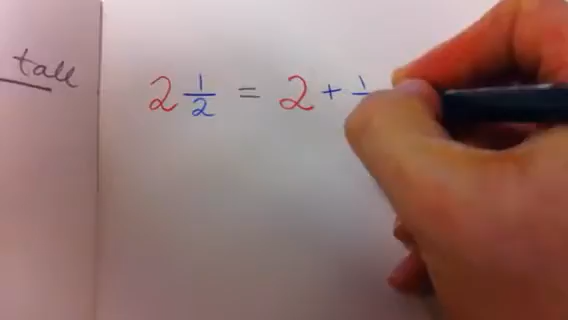 tall
2 1/2 = 2 + 1/